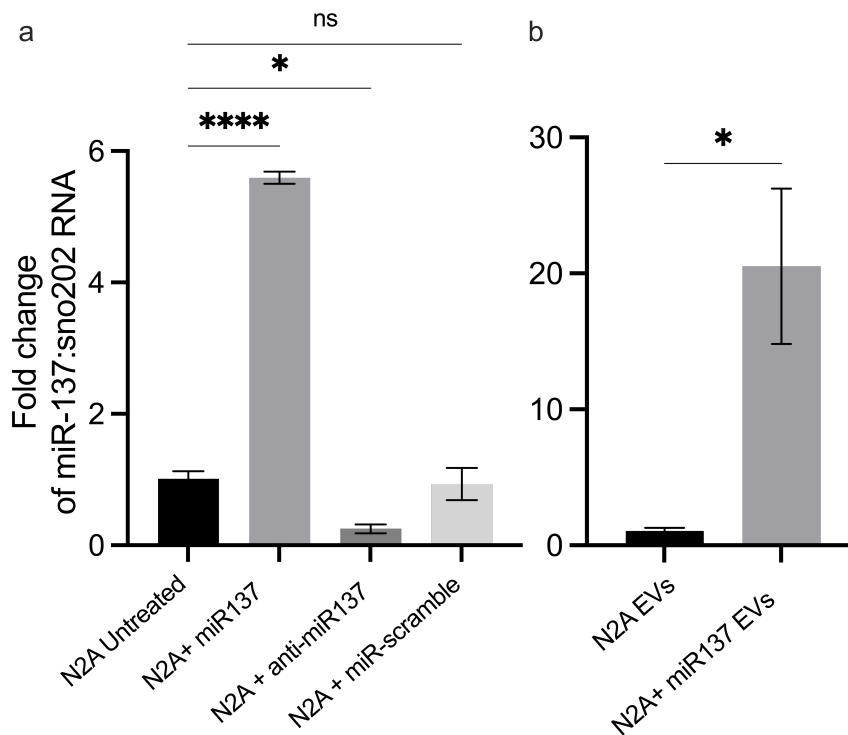 a
ns
*
****
Fold change
of miR-137:sno202 RNA
6
4
2
0
N2A Untreated
N2A+ miR137
N2A + anti-miR137
N2A + miR-scramble
b
*
30
20
10
0
N2A EVs
N2A+ miR137 EVs